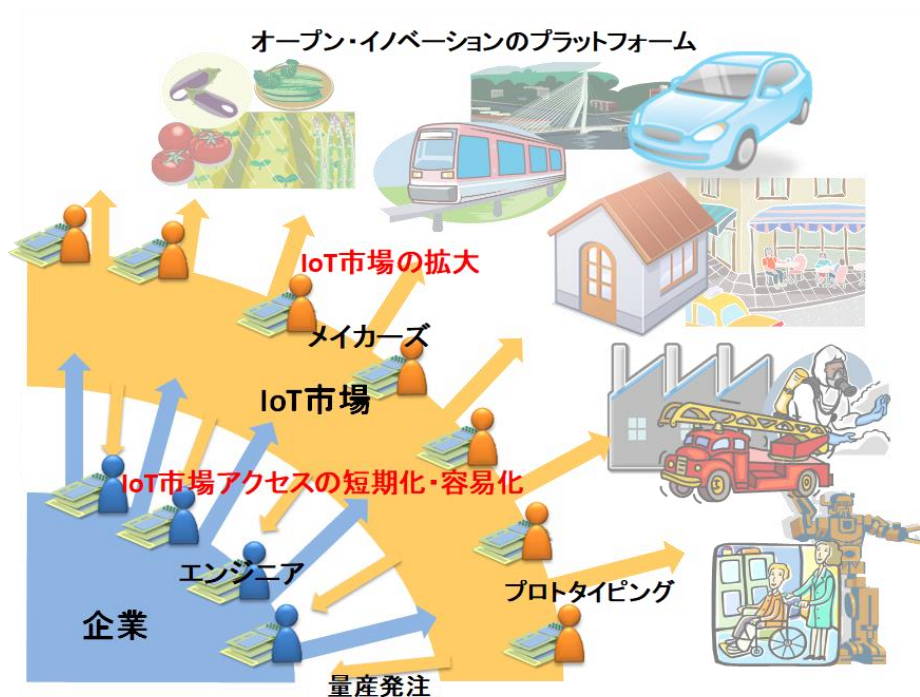 オープン・イノベーションのプラットフォーム
IoT市場の拡大
メイカーズ
IoT市場
IoT市場アクセスの短期化・容易化
エンジニア
プロトタイピング
企業
量産発注